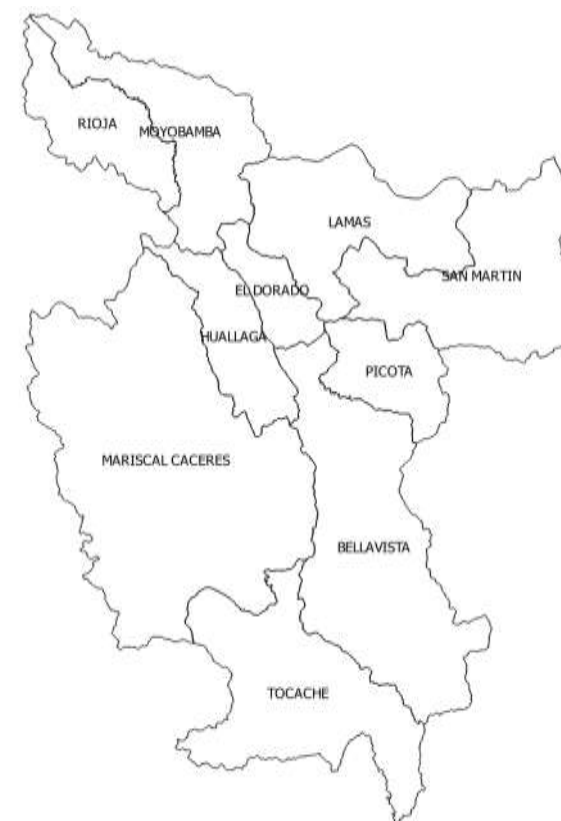 RIOJA
MOYOBAMBA
LAMAS
SAN MARTIN
EL DORADO
HUALLAGA
PICOTA
MARISCAL CACERES
BELLAVISTA
TOCACHE